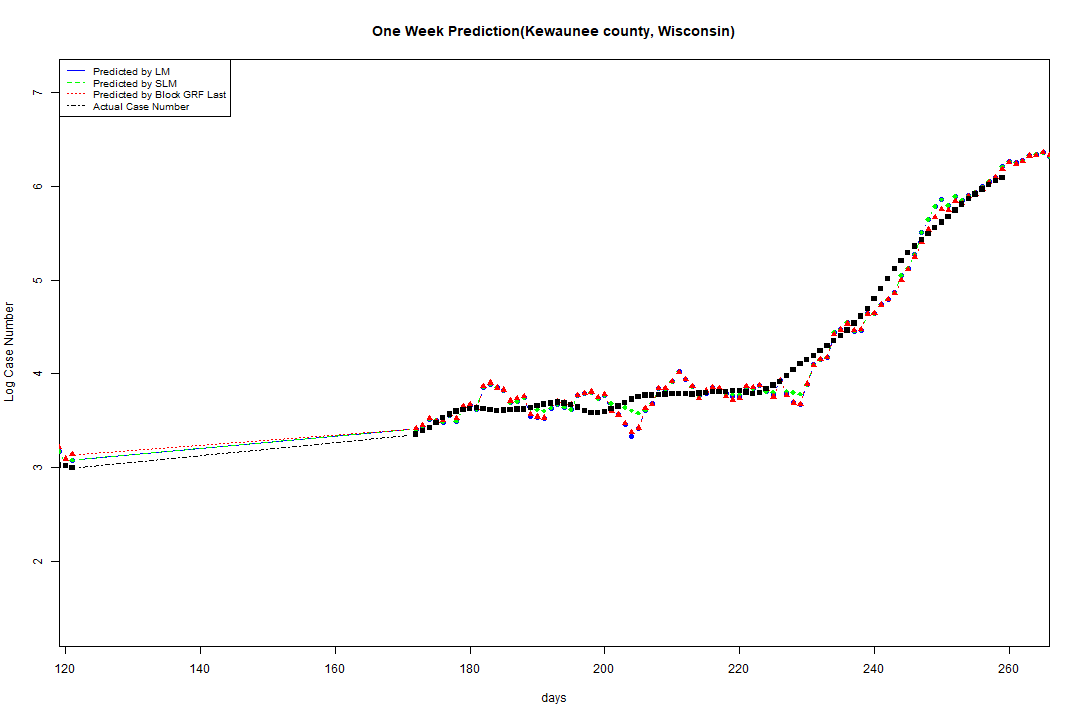 One Week Prediction(Kewaunee county, Wisconsin)
Predicted by LM
Predicted by SLM
Predicted by Block GRF Last
Actual Case Number
7
6
5
4
3
2
Log Case Number
120 140 160 180 200 220 240 260
days